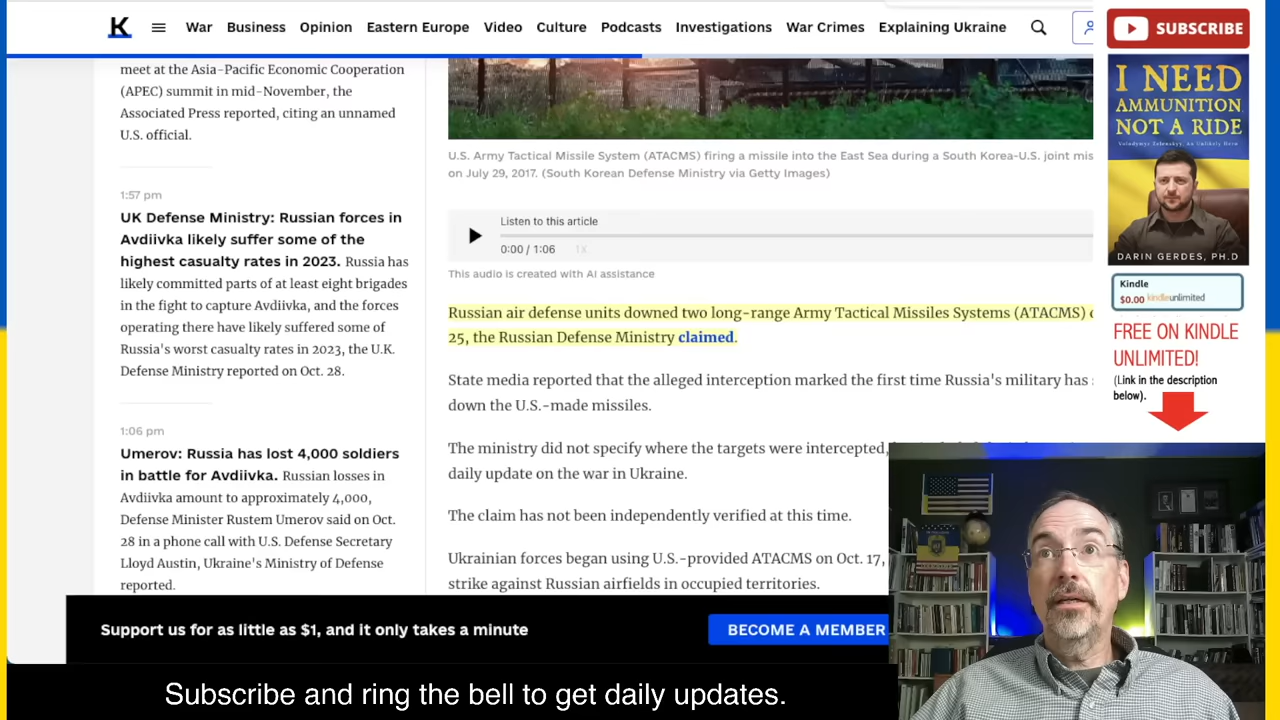 K
War
Business
Opinion
Eastern Europe
Video
Culture
Podcasts
Investigations
War Crimes
Explaining Ukraine
meet at the Asia-Pacific Economic Cooperation
(APEC) summit in mid-November, the
Associated Press reported, citing an unnamed
U.S. official.
1:57 pm
UK Defense Ministry: Russian forces in
Avdiivka likely suffer some of the
highest casualty rates in 2023. Russia has
likely committed parts of at least eight brigades
in the fight to capture Avdiivka, and the forces
operating there have likely suffered some of
Russia's worst casualty rates in 2023, the U.K.
Defense Ministry reported on Oct. 28.
1:06 pm
Umerov: Russia has lost 4,000 soldiers
in battle for Avdiivka. Russian losses in
Avdiivka amount to approximately 4,000,
Defense Minister Rustem Umerov said on Oct.
28 in a phone call with U.S. Defense Secretary
Lloyd Austin, Ukraine's Ministry of Defense
reported.
U.S. Army Tactical Missile System (ATACMS) firing a missile into the East Sea during a South Korea-U.S. joint mis
on July 29, 2017. (South Korean Defense Ministry via Getty Images)
Listen to this article
0:00 / 1:06 1X
This audio is created with AI assistance
Russian air defense units downed two long-range Army Tactical Missiles Systems (ATACMS)
25, the Russian Defense Ministry claimed.
State media reported that the alleged interception marked the first time Russia's military has
down the U.S.-made missiles.
The ministry did not specify where the targets were intercepted,
daily update on the war in Ukraine.
The claim has not been independently verified at this time.
Ukrainian forces began using U.S.-provided ATACMS on Oct. 17,
strike against Russian airfields in occupied territories.
Support us for as little as $1, and it only takes a minute
BECOME A MEMBER
SUBSCRIBE
I NEED
AMMUNITION
NOT A RIDE
Volodymyr Zelenskyy, An Unlikely Hero
DARIN GERDES, PH.D
Kindle
$0.00 kindleunlimited
FREE ON KINDLE
UNLIMITED!
(Link in the description
below).
Subscribe and ring the bell to get daily updates.